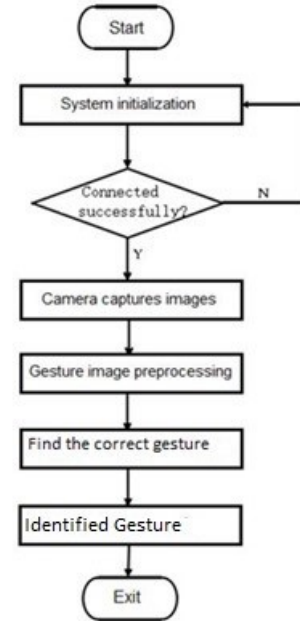 Start
System initialization
Connected
successfully?
N
Y
Camera captures images
Gesture image preprocessing
Find the correct gesture
Identified Gesture
Exit